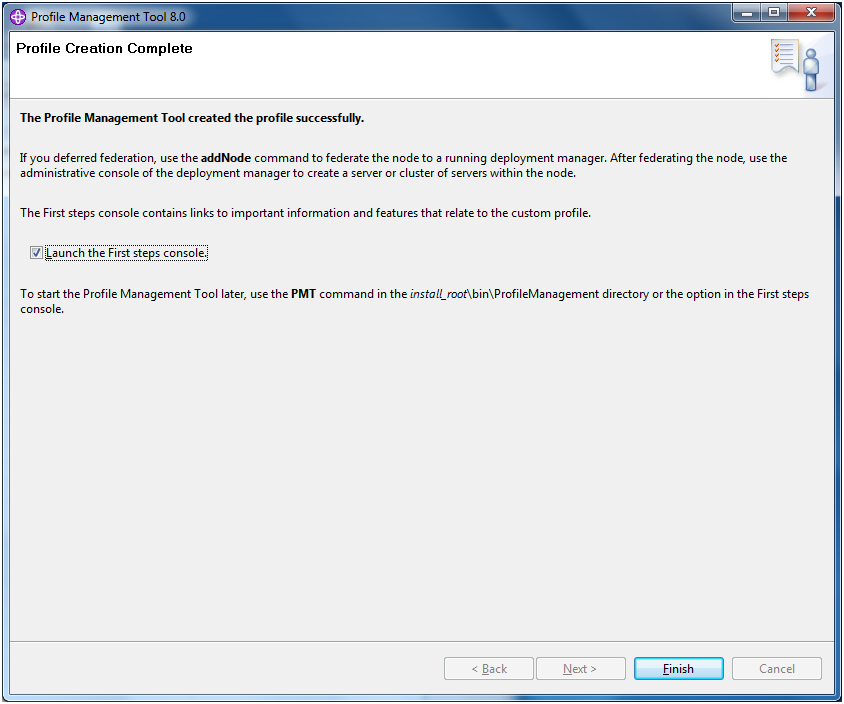 Profile Management Tool 8.0
Profile Creation Complete
The Profile Management Tool created the profile successfully.
If you deferred federation, use the addNode command to federate the node to a running deployment manager. After federating the node, use the
administrative console of the deployment manager to create a server or cluster of servers within the node.
The First steps console contains links to important information and features that relate to the custom profile.
Launch the First steps console.
To start the Profile Management Tool later, use the PMT command in the install_root\bin\ProfileManagement directory or the option in the First steps
console.
< Back Next > Finish Cancel